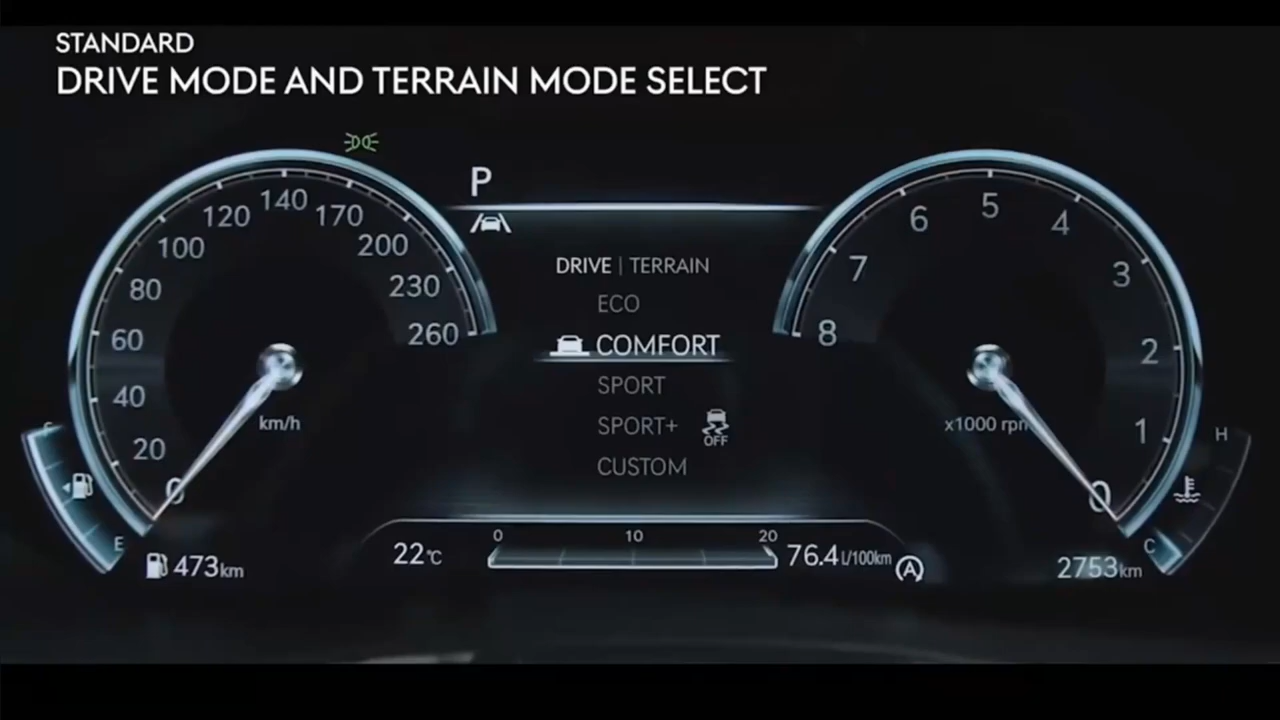 STANDARD
DRIVE MODE AND TERRAIN MODE SELECT
P
DRIVE | TERRAIN
ECO
COMFORT
SPORT
SPORT+ OFF
CUSTOM
0
20
40
60
80
100
120
140
170
200
230
260
km/h
8
7
6
5
4
3
2
1
0
x1000 rpm
E
H
C
473km
22°C
0 10 20
76.4 L/100km
A
2753km